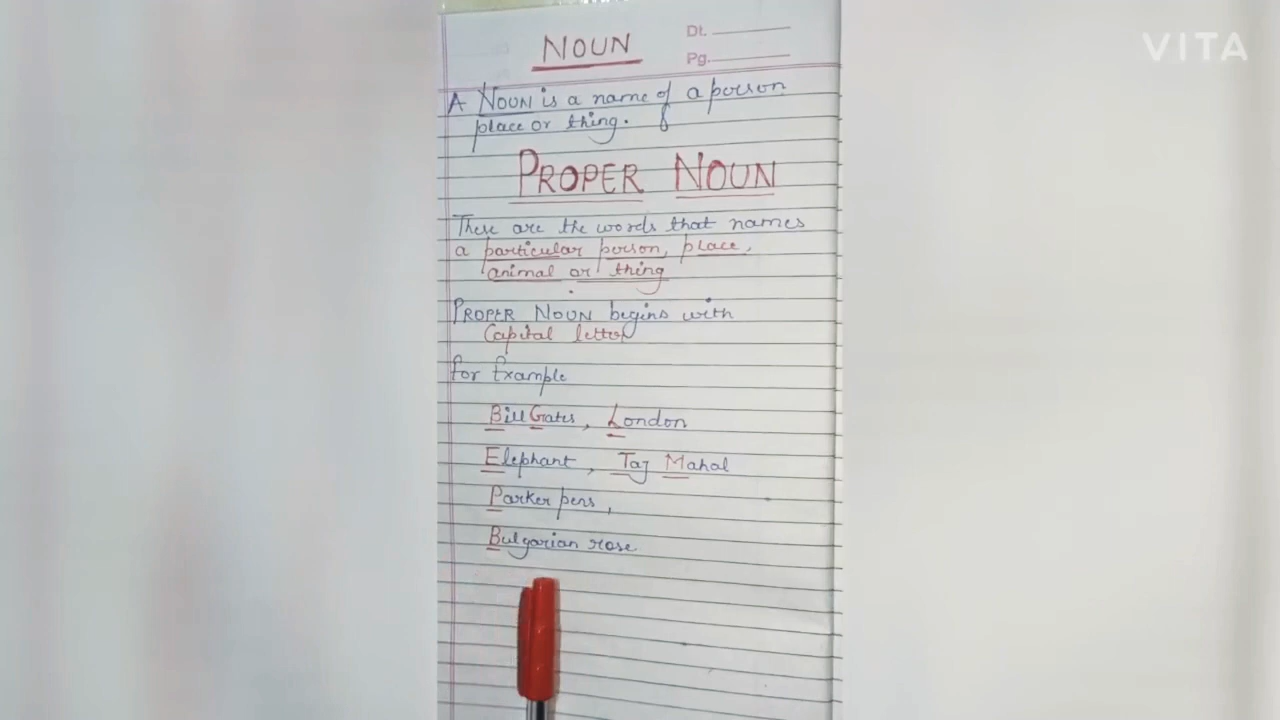 VITA
NOUN
Dt.
Pg.
A NOUN is a name of a person
place or thing.
PROPER NOUN
These are the words that names
a particular person, place,
animal or thing
PROPER NOUN begins with
Capital letter
for Example
Bill Gates, London
Elephant, Taj Mahal
Parker pens,
Bulgarian rose